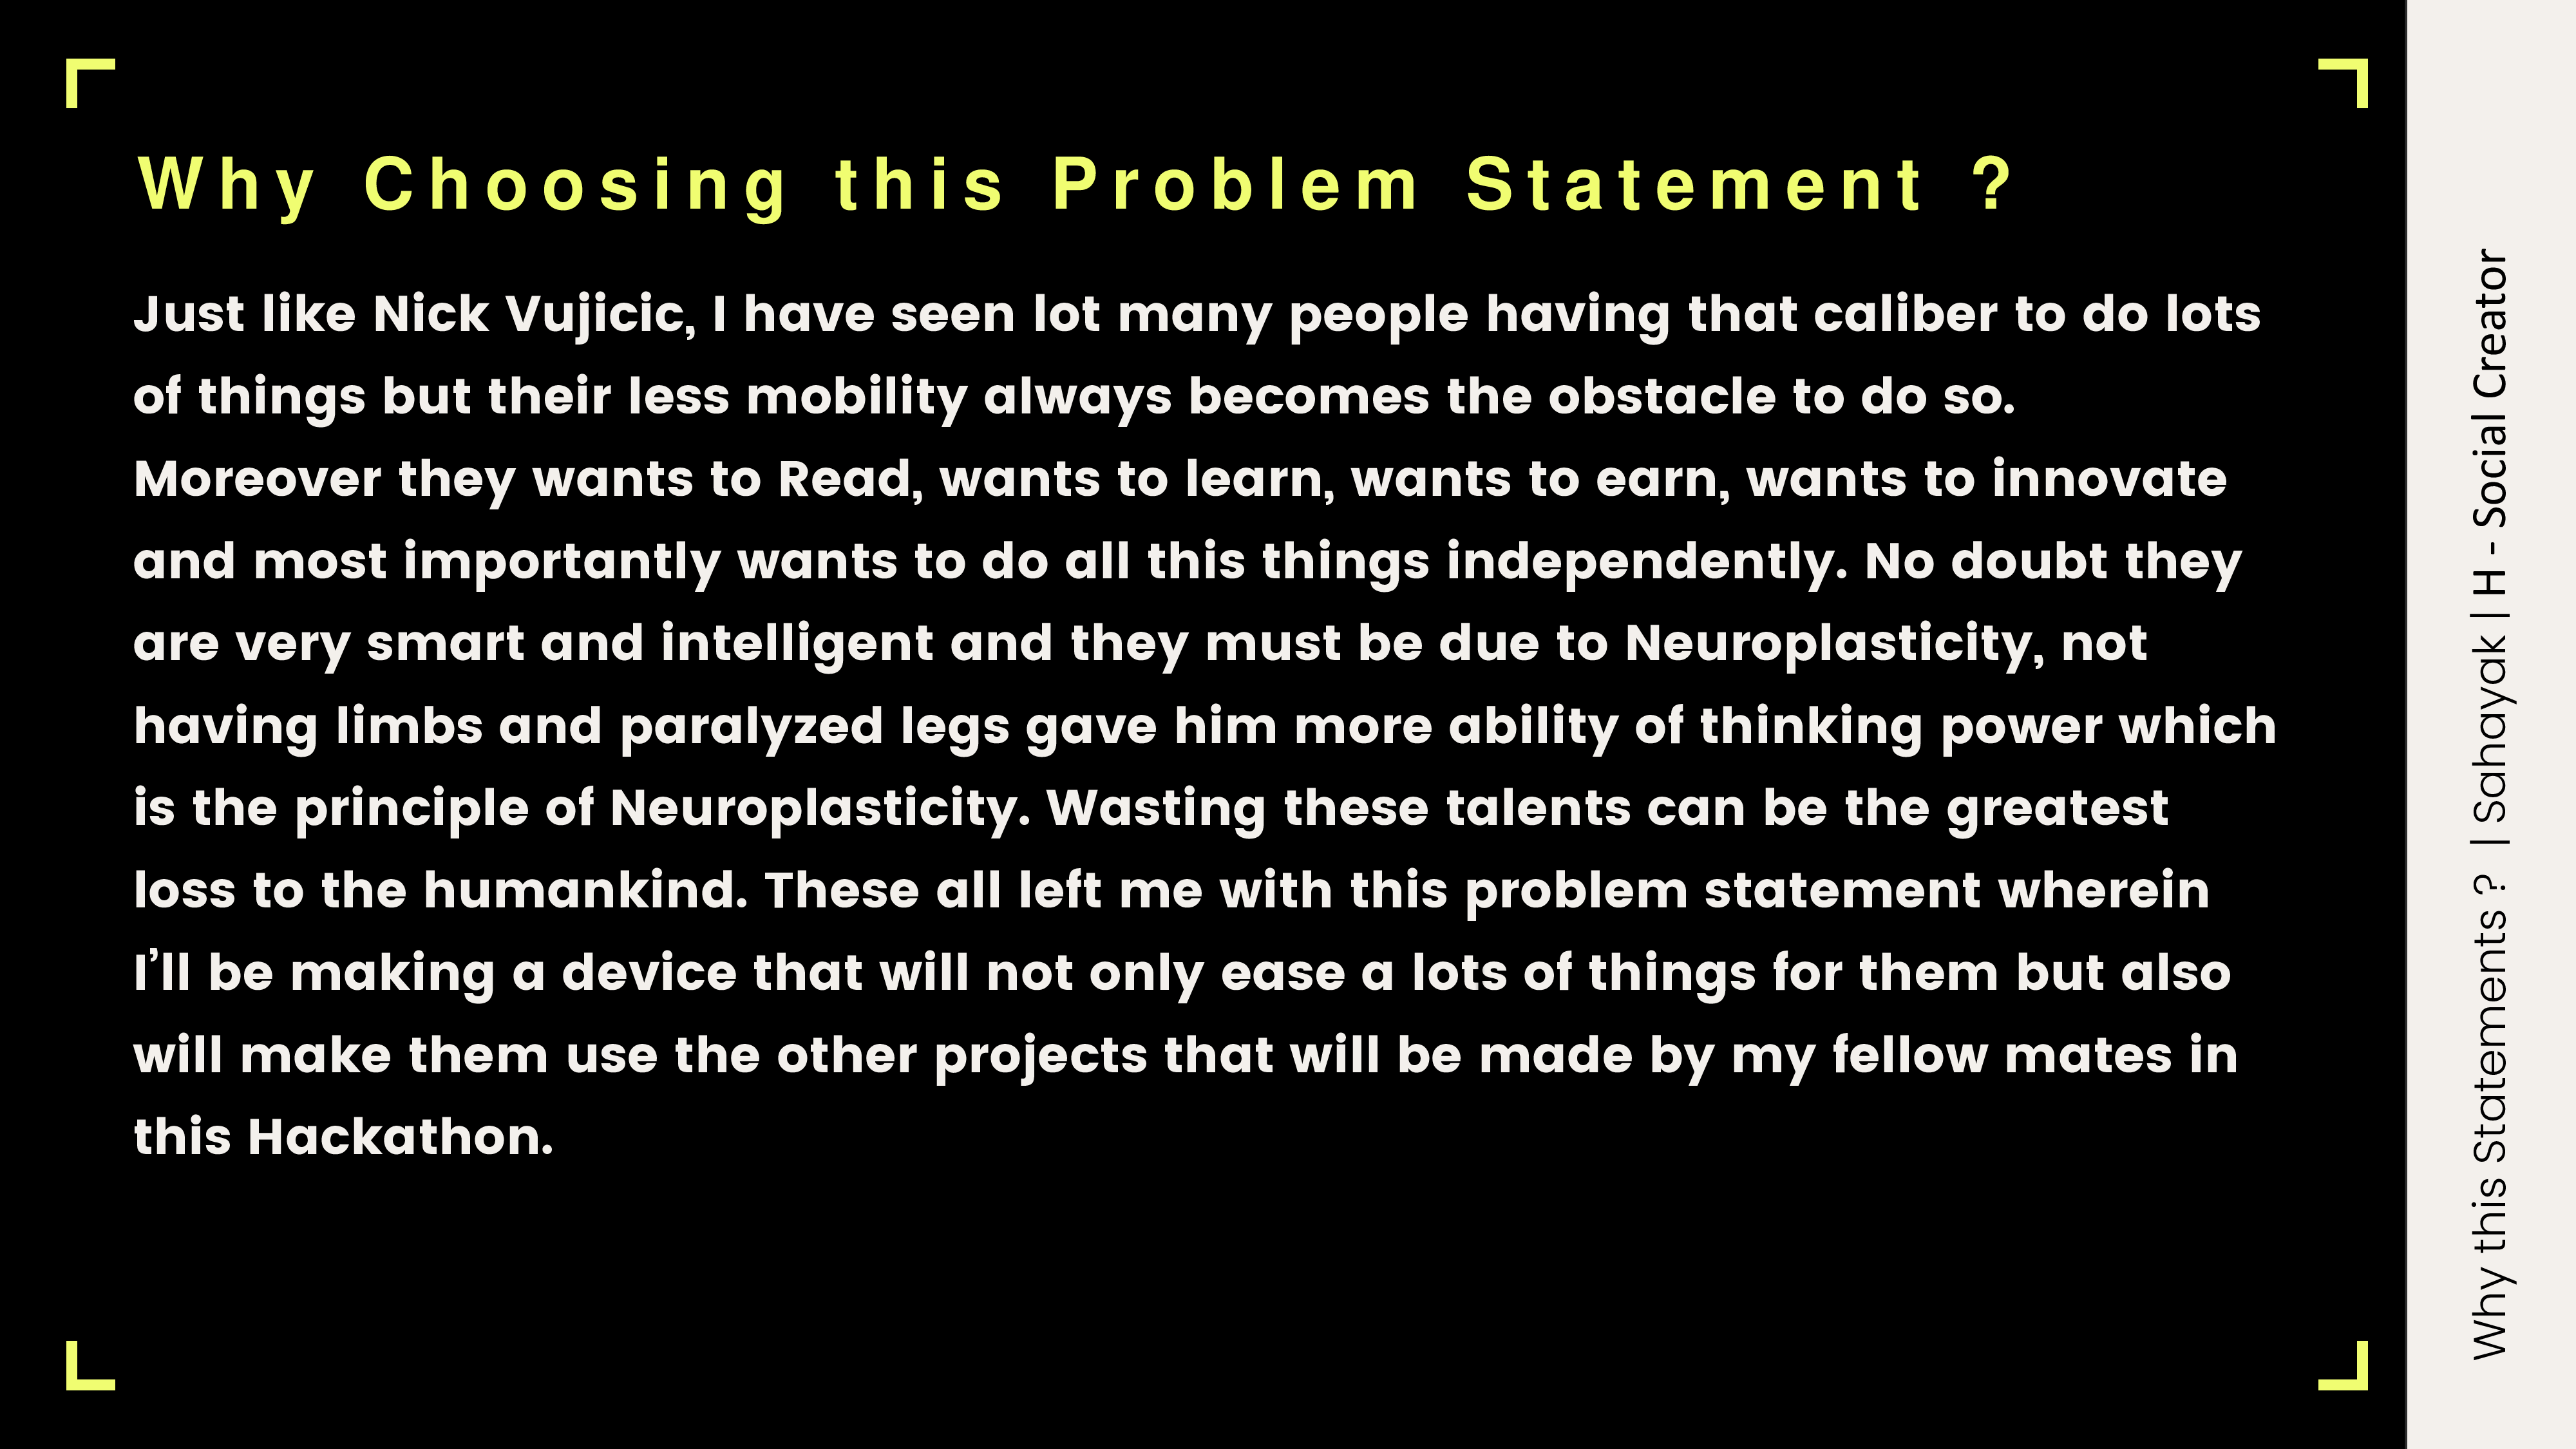 Why Choosing this Problem Statement ?
Just like Nick Vujicic, I have seen lot many people having that caliber to do lots
of things but their less mobility always becomes the obstacle to do so.
Moreover they wants to Read, wants to learn, wants to earn, wants to innovate
and most importantly wants to do all this things independently. No doubt they
are very smart and intelligent and they must be due to Neuroplasticity, not
having limbs and paralyzed legs gave him more ability of thinking power which
is the principle of Neuroplasticity. Wasting these talents can be the greatest
loss to the humankind. These all left me with this problem statement wherein
I’ll be making a device that will not only ease a lots of things for them but also
will make them use the other projects that will be made by my fellow mates in
this Hackathon.
Why this Statements ? | Sahayak | H - Social Creator